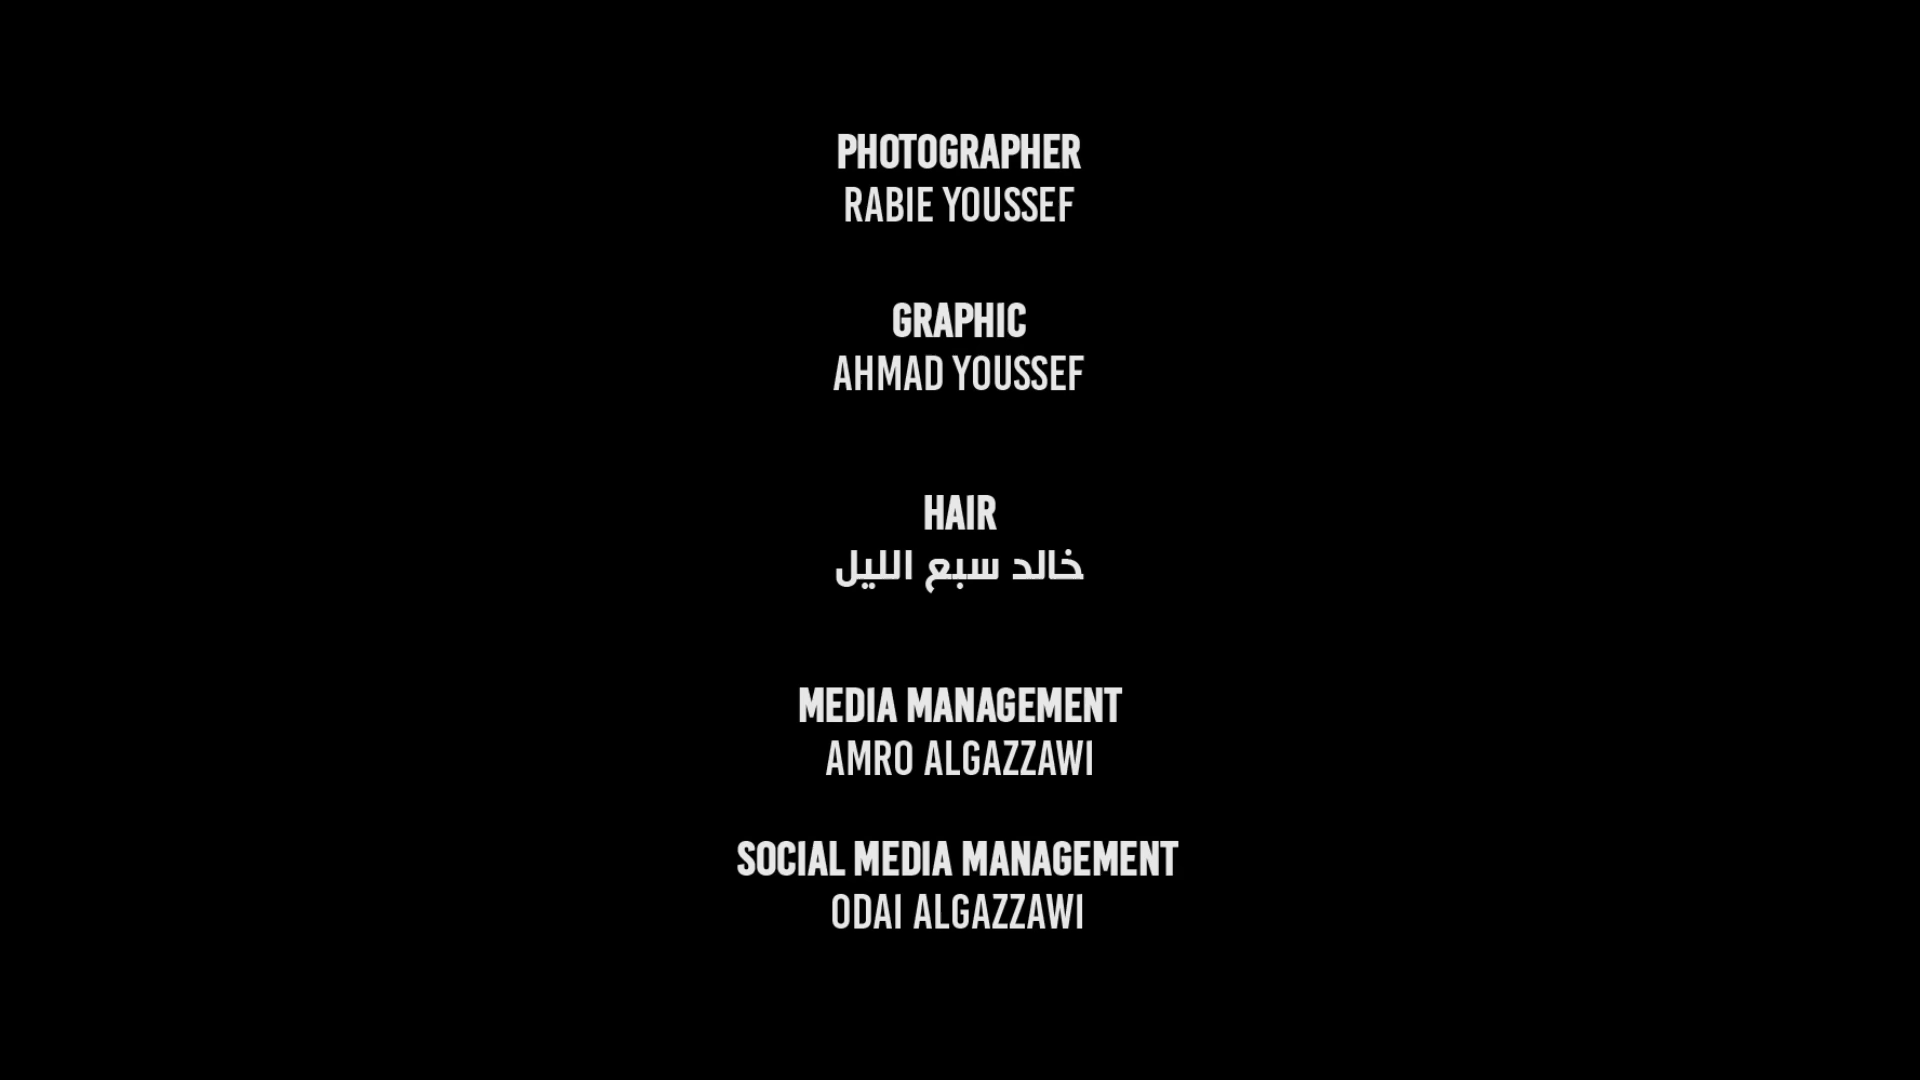 PHOTOGRAPHER
RABIE YOUSSEF
GRAPHIC
AHMAD YOUSSEF
HAIR
خالد سبع الليل
MEDIA MANAGEMENT
AMRO ALGAZZAWI
SOCIAL MEDIA MANAGEMENT
ODAI ALGAZZAWI